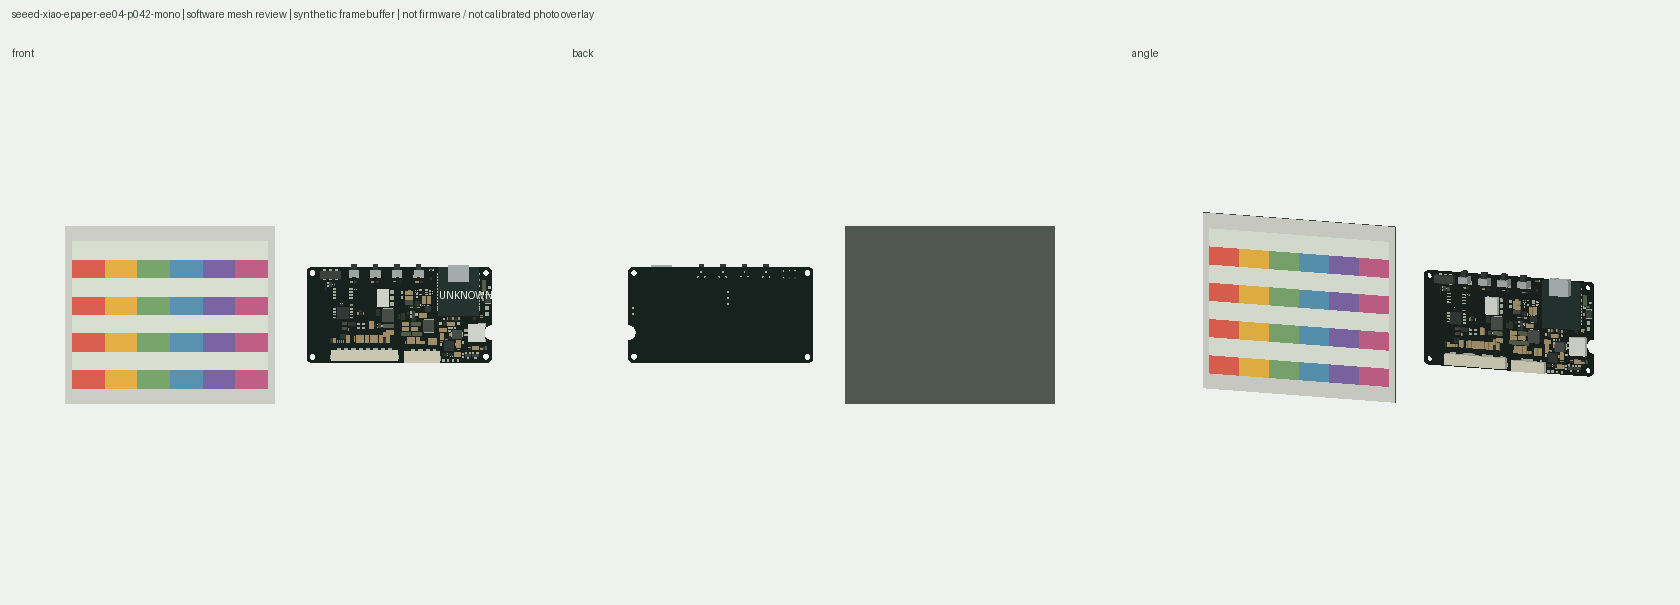 seeed-xiao-epaper-ee04-p042-mono | software mesh review | synthetic framebuffer | not firmware / not calibrated photo overlay
front
back
angle
UNKNOWN